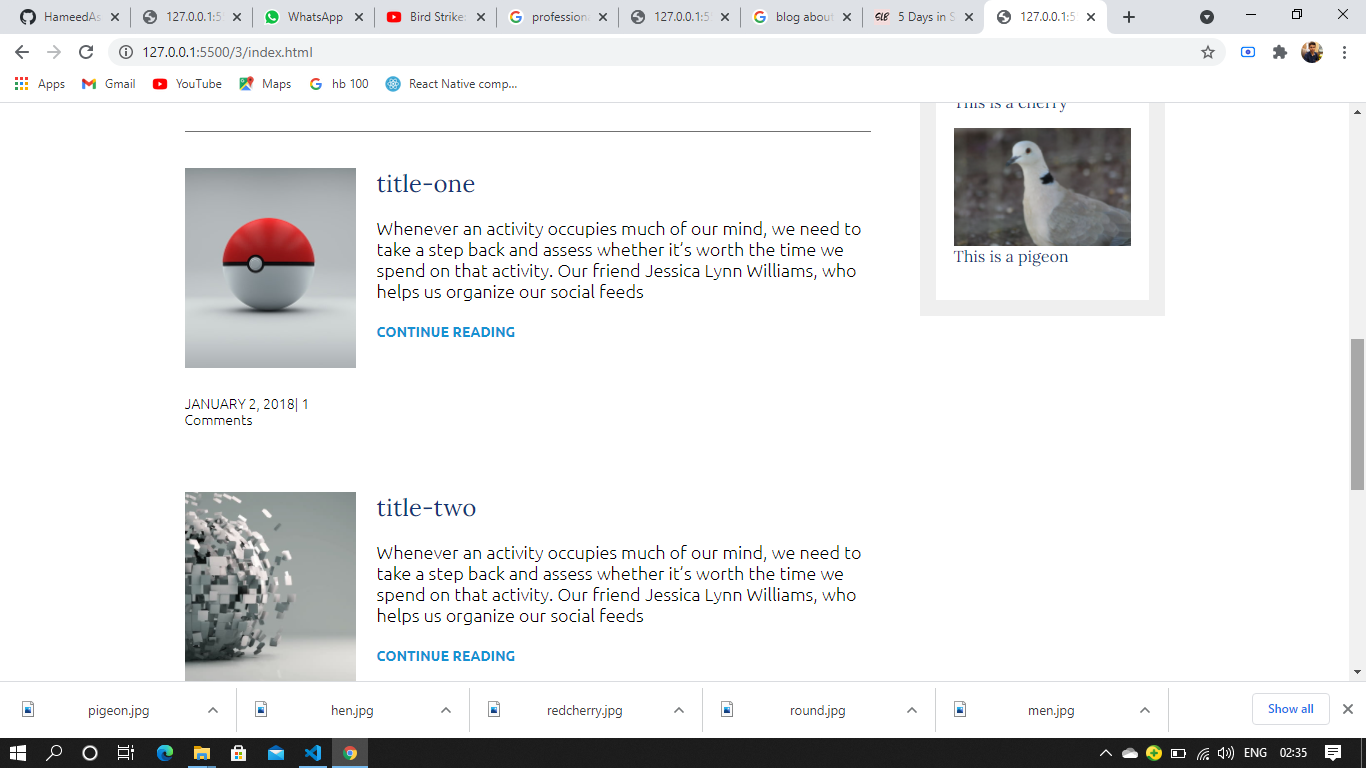 HameedAs
127.0.0.1:5
WhatsApp
Bird Strike:
professiona
127.0.0.1:5
blog about
SLB
5 Days in S
127.0.0.1:5
127.0.0.1:5500/3/index.html
Apps
Gmail
YouTube
Maps
hb 100
React Native comp...
This is a cherry
title-one
Whenever an activity occupies much of our mind, we need to
take a step back and assess whether it’s worth the time we
spend on that activity. Our friend Jessica Lynn Williams, who
helps us organize our social feeds
CONTINUE READING
JANUARY 2, 2018| 1
Comments
This is a pigeon
title-two
Whenever an activity occupies much of our mind, we need to
take a step back and assess whether it’s worth the time we
spend on that activity. Our friend Jessica Lynn Williams, who
helps us organize our social feeds
CONTINUE READING
pigeon.jpg
hen.jpg
redcherry.jpg
round.jpg
men.jpg
Show all
ENG
02:35